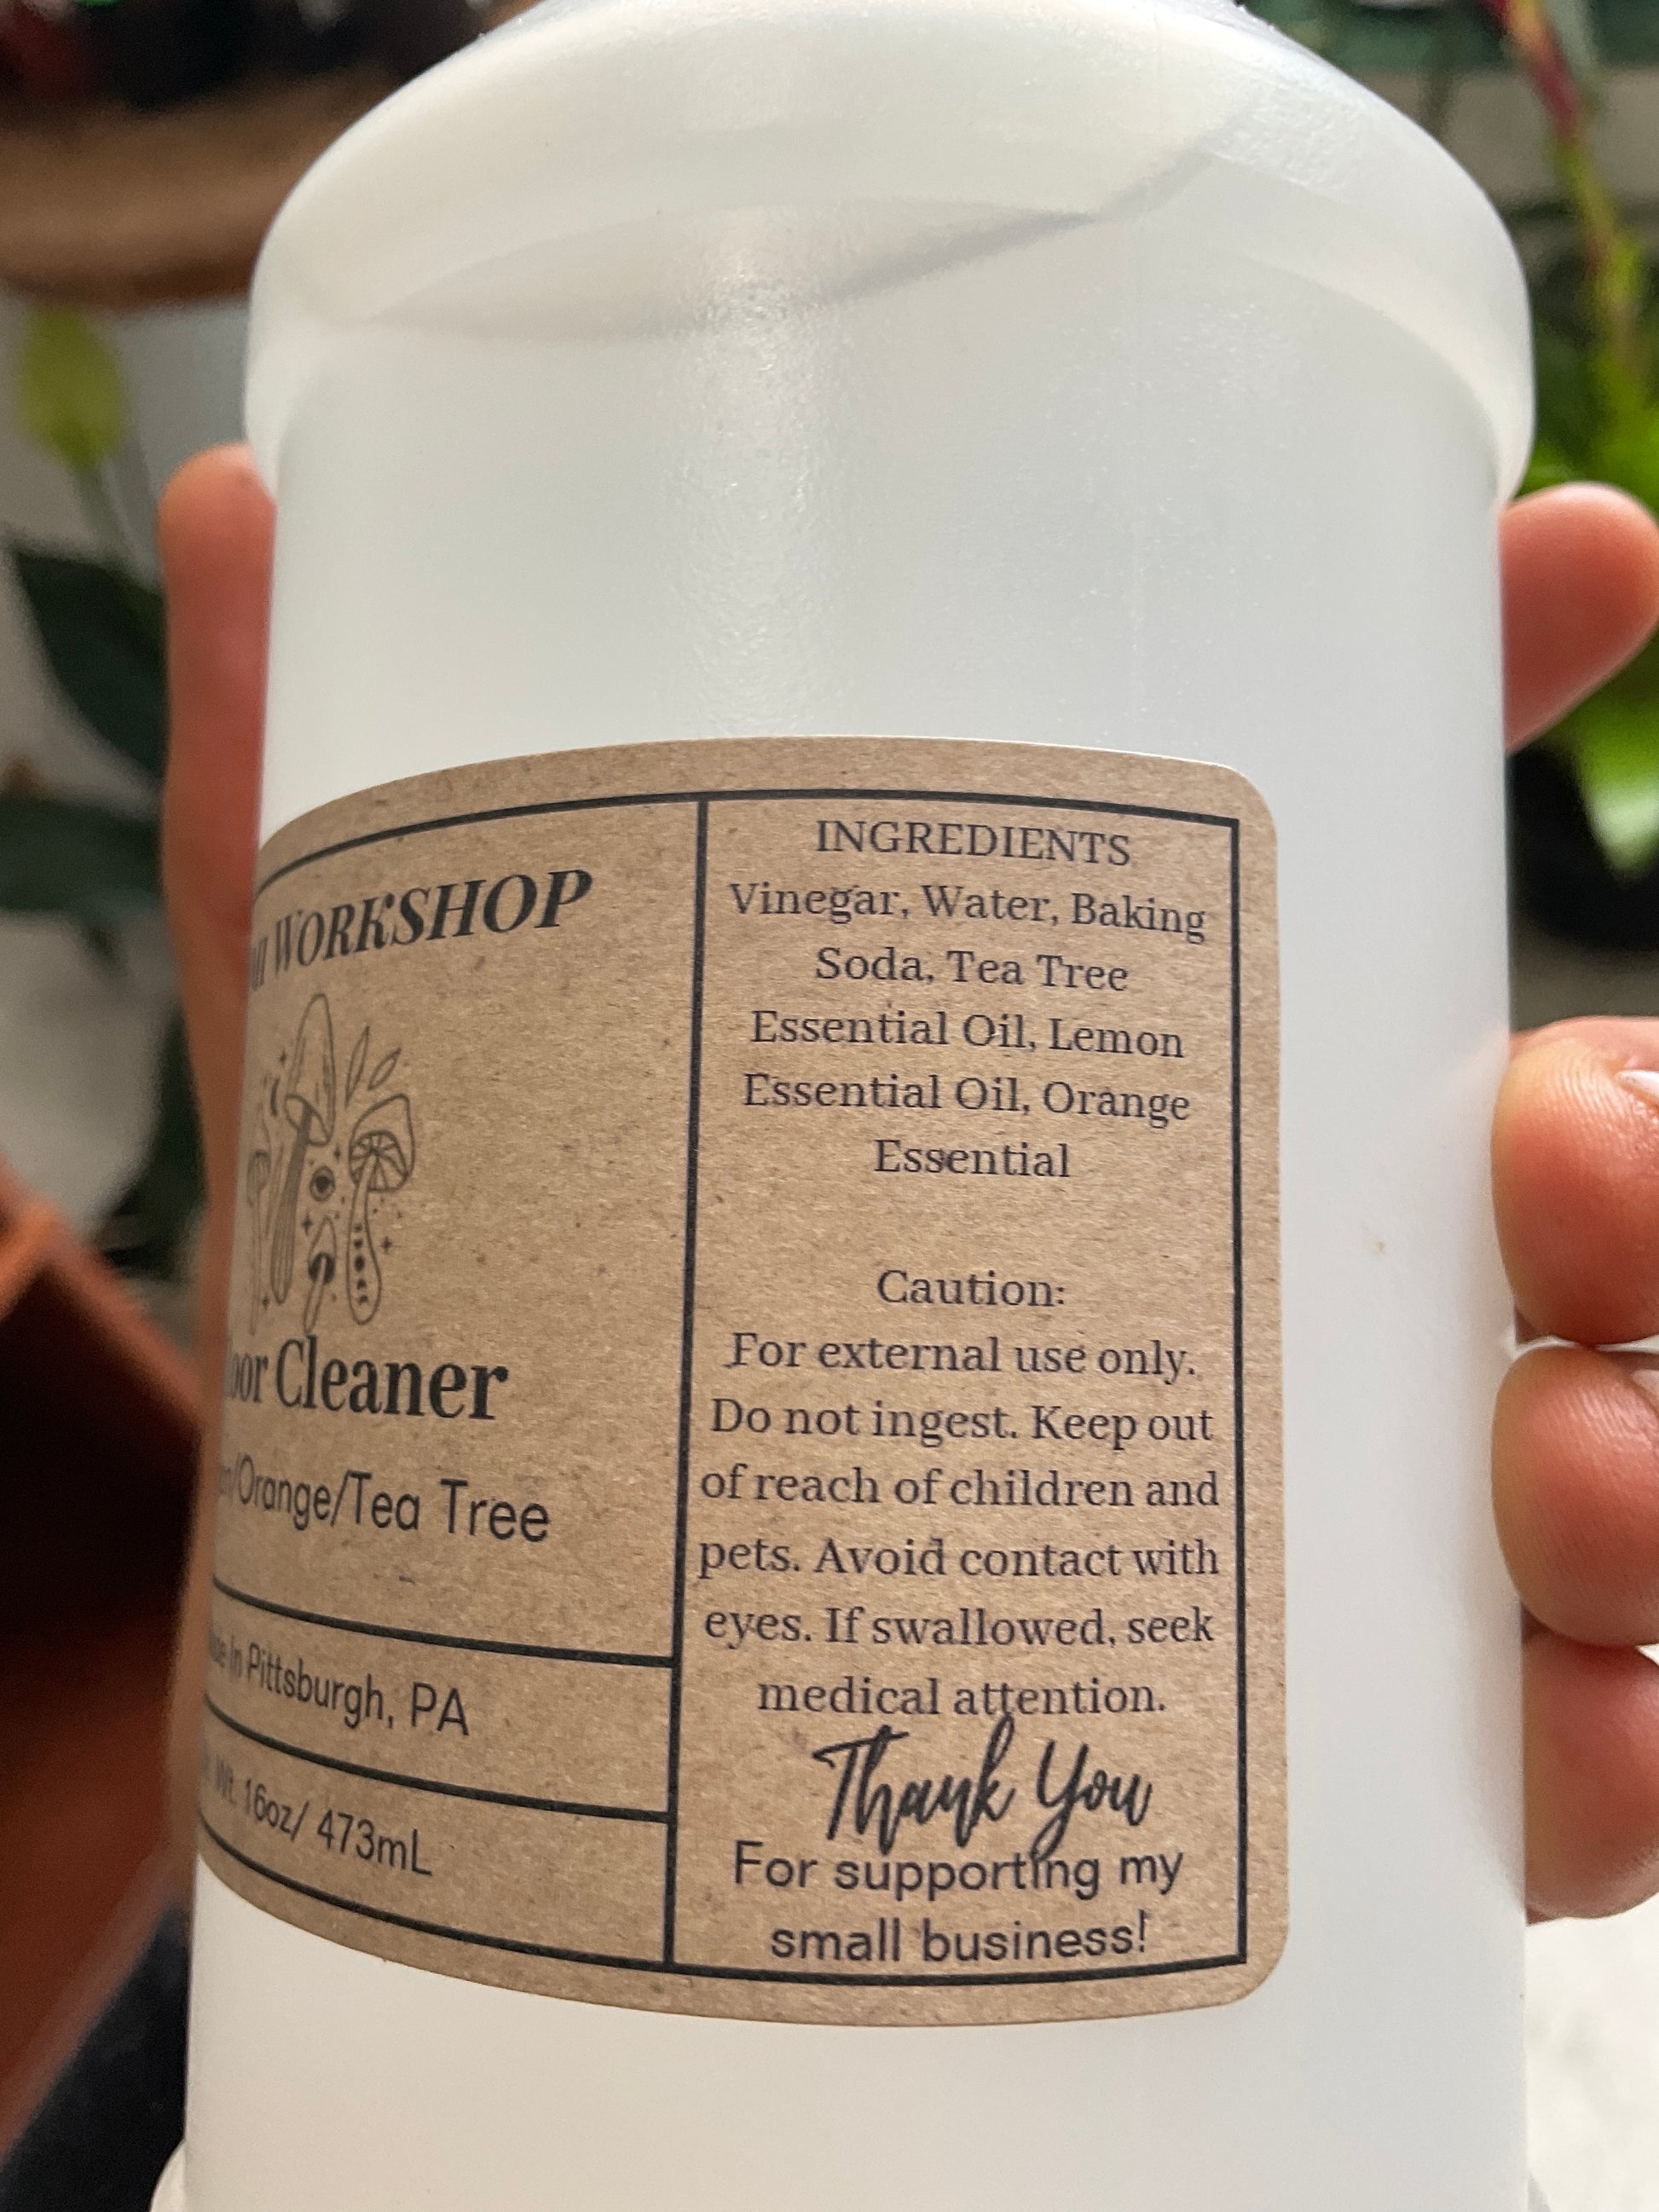 WORKSHOP
Cleaner
/Orange/Tea Tree
in Pittsburgh, PA
Wt. 16oz/ 473mL
INGREDIENTS
Vinegar, Water, Baking
Soda, Tea Tree
Essential Oil, Lemon
Essential Oil, Orange
Essential
Caution:
For external use only.
Do not ingest. Keep out
of reach of children and
pets. Avoid contact with
eyes. If swallowed, seek
medical attention.
Thank You
For supporting my
small business!